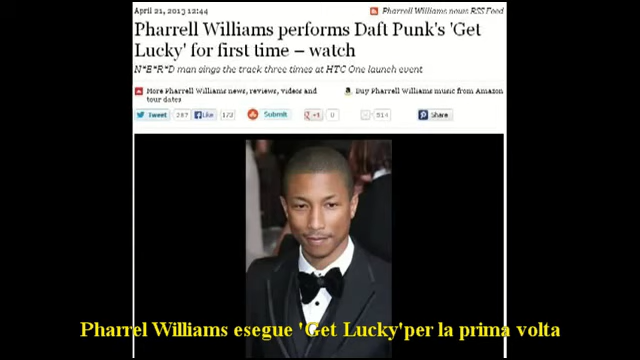 April 21, 2013 12:44
Pharrell Williams news RSS Feed
Pharrell Williams performs Daft Punk's 'Get
Lucky' for first time – watch
N*E*R*D man sings the track three times at HTC One launch event
More Pharrell Williams news, reviews, videos and
tour dates
Buy Pharrell Williams music from Amazon
Tweet 287 Like 122 Submit +1 0 514 Share
Pharrel Williams esegue 'Get Lucky'per la prima volta